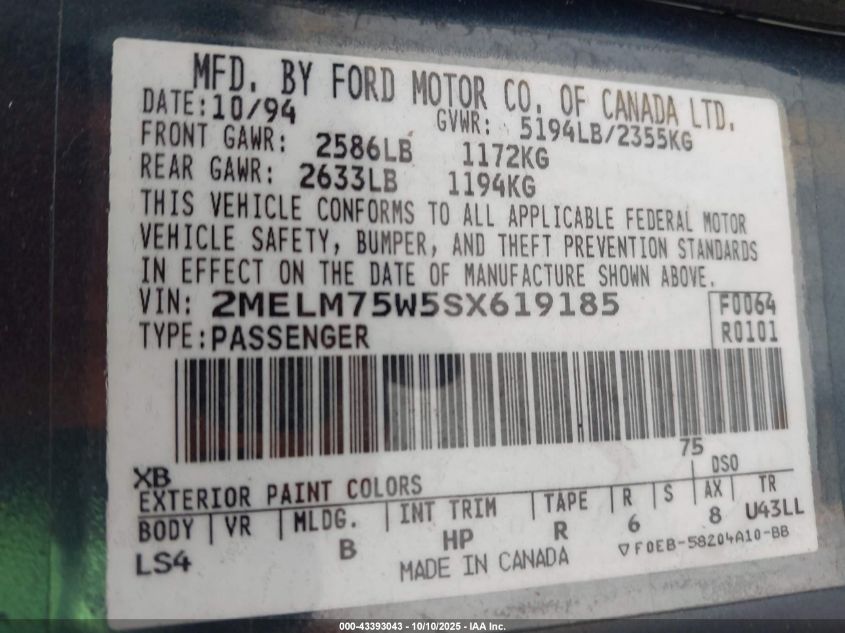 MFD. BY FORD MOTOR CO. OF CANADA LTD.
DATE: 10/94 GVWR: 5194LB/2355KG
FRONT GAWR: 2586LB 1172KG
REAR GAWR: 2633LB 1194KG
THIS VEHICLE CONFORMS TO ALL APPLICABLE FEDERAL MOTOR
VEHICLE SAFETY, BUMPER, AND THEFT PREVENTION STANDARDS
IN EFFECT ON THE DATE OF MANUFACTURE SHOWN ABOVE.
VIN: 2MELM75W5SX619185 F0064
TYPE: PASSENGER R0101
XB 75
EXTERIOR PAINT COLORS DSO
BODY VR MLDG. INT TRIM TAPE R S AX TR
LS4 B HP R 6 8 U43LL
MADE IN CANADA ▽F0EB-58204A10-BB
000-43393043 - 10/10/2025 - IAA Inc.